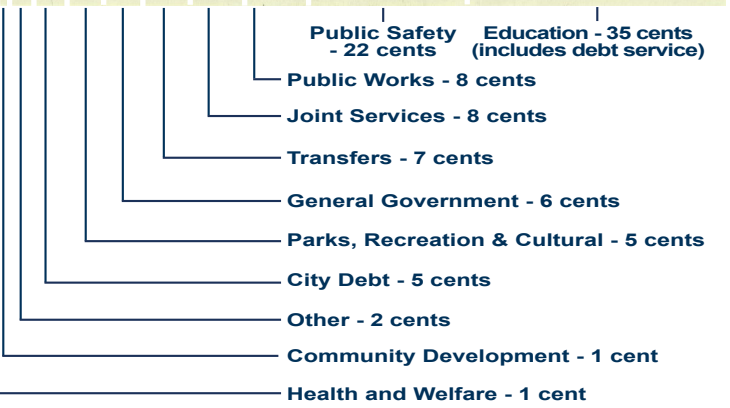 Public Safety
- 22 cents
Education - 35 cents
(includes debt service)
Public Works - 8 cents
Joint Services - 8 cents
Transfers - 7 cents
General Government - 6 cents
Parks, Recreation & Cultural - 5 cents
City Debt - 5 cents
Other - 2 cents
Community Development - 1 cent
Health and Welfare - 1 cent